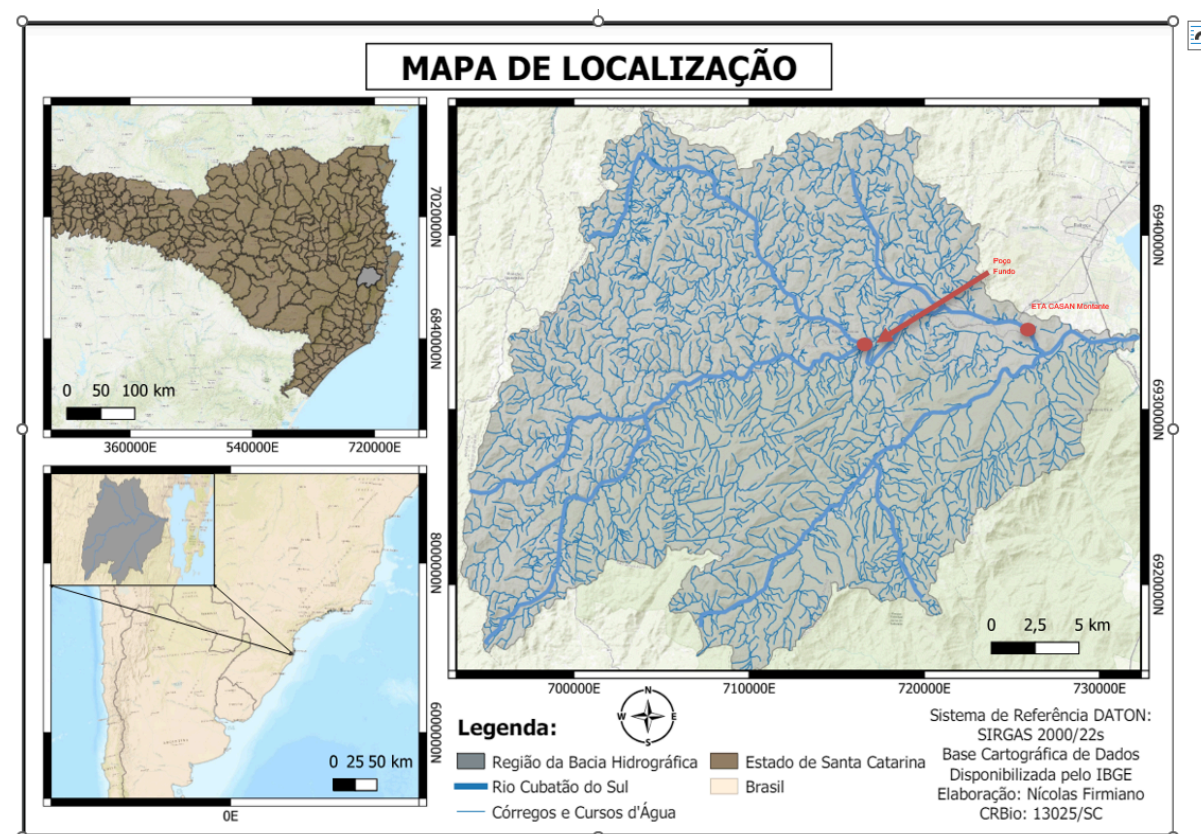 MAPA DE LOCALIZAÇÃO
7020000N
6840000N
0 50 100 km
360000E 540000E 720000E
6940000N
6930000N
6920000N
Poço
Fundo
ETA CASAN Montante
0 2,5 5 km
700000E 710000E 720000E 730000E
8000000N
6000000N
0 25 50 km
0E
N
W E
S
Legenda:
Região da Bacia Hidrográfica
Estado de Santa Catarina
Rio Cubatão do Sul
Brasil
Córregos e Cursos d'Água
Sistema de Referência DATON:
SIRGAS 2000/22s
Base Cartográfica de Dados
Disponibilizada pelo IBGE
Elaboração: Nícolas Firmiano
CRBio: 13025/SC